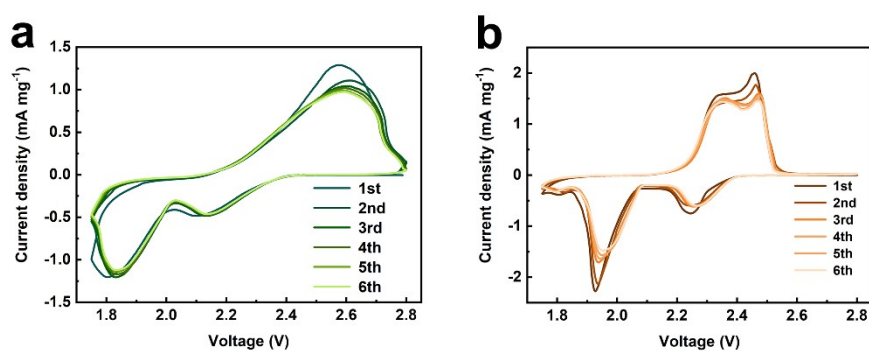 a
Current density (mA mg⁻¹)
1.5
1.0
0.5
0.0
-0.5
-1.0
-1.5
1.8
2.0
2.2
2.4
2.6
2.8
Voltage (V)
1st
2nd
3rd
4th
5th
6th
b
Current density (mA mg⁻¹)
2
1
0
-1
-2
1.8
2.0
2.2
2.4
2.6
2.8
Voltage (V)
1st
2nd
3rd
4th
5th
6th